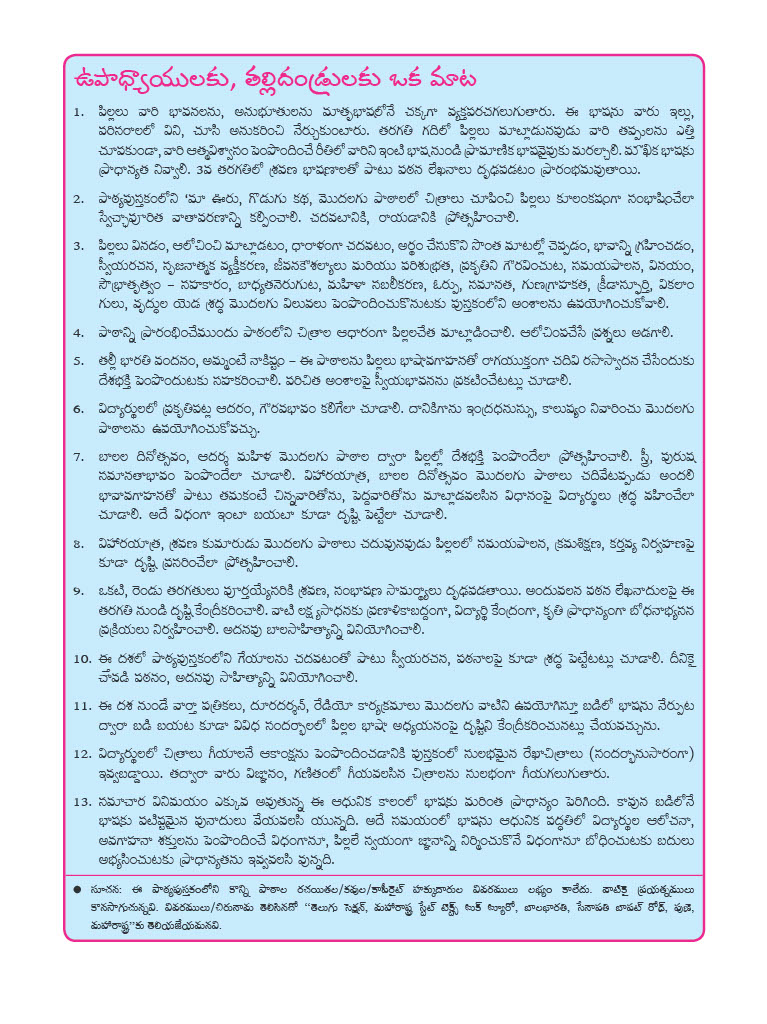 ఉపాధ్యాయులకు, తల్లిదండ్రులకు ఒక మాట
1. పిల్లలు వారి భావనలను, అనుభూతులను మాతృభాషలోనే చక్కగా వ్యక్తపరచగలుగుతారు. ఈ భాషను వారు ఇల్లు,
పరిసరాలలో విని, చూసి అనుకరించి నేర్చుకుంటారు. తరగతి గదిలో పిల్లలు మాట్లాడునపుడు వారి తప్పులను ఎత్తి
చూపకుండా, వారి ఆత్మవిశ్వాసం పెంపొందించే రీతిలో వారిని ఇంటి భాషనుండి ప్రామాణిక భాషవైపుకు మరల్చాలి. మౌఖిక భాషకు
ప్రాధాన్యత నివ్వాలి. 3వ తరగతిలో శ్రవణ భాషణాలతో పాటు పఠన లేఖనాలు దృఢపడటం ప్రారంభమవుతాయి.
2. పాఠ్యపుస్తకంలోని ‘మా ఊరు, గొడుగు కథ, మొదలగు పాఠాలలో చిత్రాలు చూపించి పిల్లలు కూలంకషంగా సంభాషించేలా
స్వేచ్ఛాపూరిత వాతావరణాన్ని కల్పించాలి. చదవటానికి, రాయడానికి ప్రోత్సహించాలి.
3. పిల్లలు వినడం, ఆలోచించి మాట్లాడటం, ధారాళంగా చదవటం, అర్థం చేసుకొని సొంత మాటల్లో చెప్పడం, భావాన్ని గ్రహించడం,
స్వీయరచన, సృజనాత్మక వ్యక్తీకరణ, జీవనకౌశల్యాలు మరియు పరిశుభ్రత, ప్రకృతిని గౌరవించుట, సమయపాలన, వినయం,
సౌభ్రాతృత్వం – సహకారం, బాధ్యతనెరుగుట, మహిళా సబలీకరణ, ఓర్పు, సమానత, గుణగ్రాహకత, క్రీడాస్ఫూర్తి, వికలాం
గులు, వృద్ధుల యెడ శ్రద్ధ మొదలగు విలువలు పెంపొందించుకొనుటకు పుస్తకంలోని అంశాలను ఉపయోగించుకోవాలి.
4. పాఠాన్ని ప్రారంభించేముందు పాఠంలోని చిత్రాల ఆధారంగా పిల్లలచేత మాట్లాడించాలి. ఆలోచింపచేసే ప్రశ్నలు అడగాలి.
5. తల్లీ భారతి వందనం, అమ్మంటే నాకిష్టం – ఈ పాఠాలను పిల్లలు భాషావగాహనతో రాగయుక్తంగా చదివి రసాస్వాదన చేసేందుకు
దేశభక్తి పెంపొందుటకు సహకరించాలి. పరిచిత అంశాలపై స్వీయభావనను ప్రకటించేటట్లు చూడాలి.
6. విద్యార్థులలో ప్రకృతిపట్ల ఆదరం, గౌరవభావం కలిగేలా చూడాలి. దానికిగాను ఇంద్రధనుస్సు, కాలుష్యం నివారించు మొదలగు
పాఠాలను ఉపయోగించుకోవచ్చు.
7. బాలల దినోత్సవం, ఆదర్శ మహిళ మొదలగు పాఠాల ద్వారా పిల్లల్లో దేశభక్తి పెంపొందేలా ప్రోత్సహించాలి. స్త్రీ, పురుష
సమానతాభావం పెంపొందేలా చూడాలి. విహారయాత్ర, బాలల దినోత్సవం మొదలగు పాఠాలు చదివేటప్పుడు అందలి
భావావగాహనతో పాటు తమకంటే చిన్నవారితోను, పెద్దవారితోను మాట్లాడవలసిన విధానంపై విద్యార్థులు శ్రద్ధ వహించేలా
చూడాలి. అదే విధంగా ఇంటా బయటా కూడా దృష్టి పెట్టేలా చూడాలి.
8. విహారయాత్ర, శ్రవణ కుమారుడు మొదలగు పాఠాలు చదువునపుడు పిల్లలలో సమయపాలన, క్రమశిక్షణ, కర్తవ్య నిర్వహణపై
కూడా దృష్టి ప్రసరించేలా ప్రోత్సహించాలి.
9. ఒకటి, రెండు తరగతులు పూర్తయ్యేసరికి శ్రవణ, సంభాషణ సామర్థ్యాలు దృఢపడతాయి. అందువలన పఠన లేఖనాదులపై ఈ
తరగతి నుండి దృష్టి కేంద్రీకరించాలి. వాటి లక్ష్యసాధనకు ప్రణాళికాబద్దంగా, విద్యార్థి కేంద్రంగా, కృతి ప్రాధాన్యంగా బోధనాభ్యసన
ప్రక్రియలు నిర్వహించాలి. అదనపు బాలసాహిత్యాన్ని వినియోగించాలి.
10. ఈ దశలో పాఠ్యపుస్తకంలోని గేయాలను చదవటంతో పాటు స్వీయరచన, పఠనాలపై కూడా శ్రద్ధ పెట్టేటట్లు చూడాలి. దీనికై
చావడి పఠనం, అదనపు సాహిత్యాన్ని వినియోగించాలి.
11. ఈ దశ నుండే వార్తా పత్రికలు, దూరదర్శన్, రేడియో కార్యక్రమాలు మొదలగు వాటిని ఉపయోగిస్తూ బడిలో భాషను నేర్పుట
ద్వారా బడి బయట కూడా వివిధ సందర్భాలలో పిల్లల భాషా అధ్యయనంపై దృష్టిని కేంద్రీకరించునట్లు చేయవచ్చును.
12. విద్యార్థులలో చిత్రాలు గీయాలనే ఆకాంక్షను పెంపొందించడానికి పుస్తకంలో సులభమైన రేఖాచిత్రాలు (సందర్భానుసారంగా)
ఇవ్వబడ్డాయి. తద్వారా వారు విజ్ఞానం, గణితంలో గీయవలసిన చిత్రాలను సులభంగా గీయగలుగుతారు.
13. సమాచార వినిమయం ఎక్కువ అవుతున్న ఈ ఆధునిక కాలంలో భాషకు మరింత ప్రాధాన్యం పెరిగింది. కావున బడిలోనే
భాషకు పటిష్టమైన పునాదులు వేయవలసి యున్నది. అదే సమయంలో భాషను ఆధునిక పద్ధతిలో విద్యార్థుల ఆలోచనా,
అవగాహనా శక్తులను పెంపొందించే విధంగానూ, పిల్లలే స్వయంగా జ్ఞానాన్ని నిర్మించుకొనే విధంగానూ బోధించుటకు బదులు
అభ్యసించుటకు ప్రాధాన్యతను ఇవ్వవలసి వున్నది.
● సూచన: ఈ పాఠ్యపుస్తకంలోని కొన్ని పాఠాల రచయితల/కవుల/కాపీరైట్ హక్కుదారుల వివరములు లభ్యం కాలేదు. వాటికై ప్రయత్నములు
కొనసాగుచున్నవి. వివరములు/చిరునామ తెలిసినచో “తెలుగు సెక్షన్, మహారాష్ట్ర స్టేట్ టెక్స్ట్ బుక్ బ్యూరో, బాలభారతి, సేనాపతి బాపట్ రోడ్, పుణె,
మహారాష్ట్ర”కు తెలియజేయమనవి.